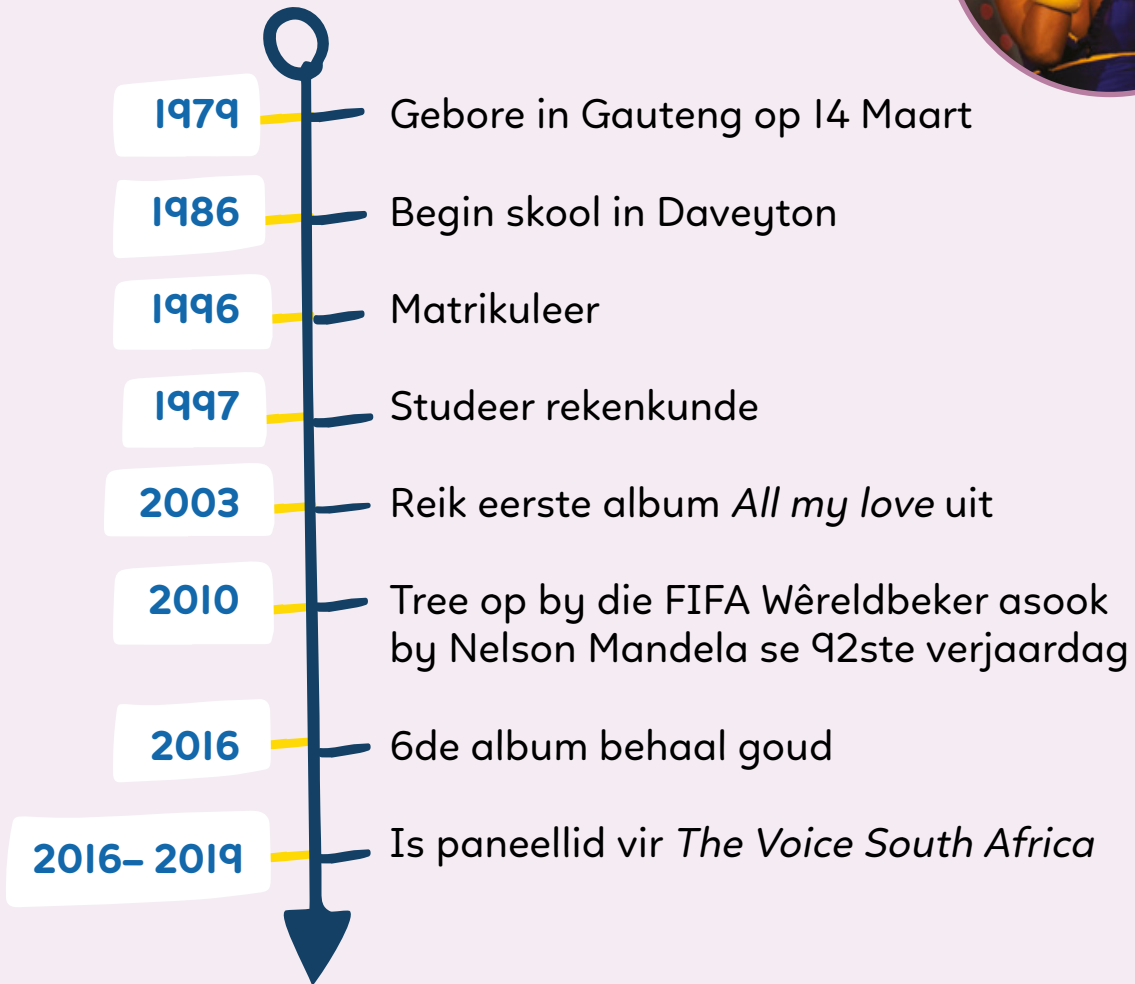 1979 Gebore in Gauteng op 14 Maart
1986 Begin skool in Daveyton
1996 Matrikuleer
1997 Studeer rekenkunde
2003 Reik eerste album All my love uit
2010 Tree op by die FIFA Wêreldbeker asook
by Nelson Mandela se 92ste verjaardag
2016 6de album behaal goud
2016– 2019 Is paneellid vir The Voice South Africa